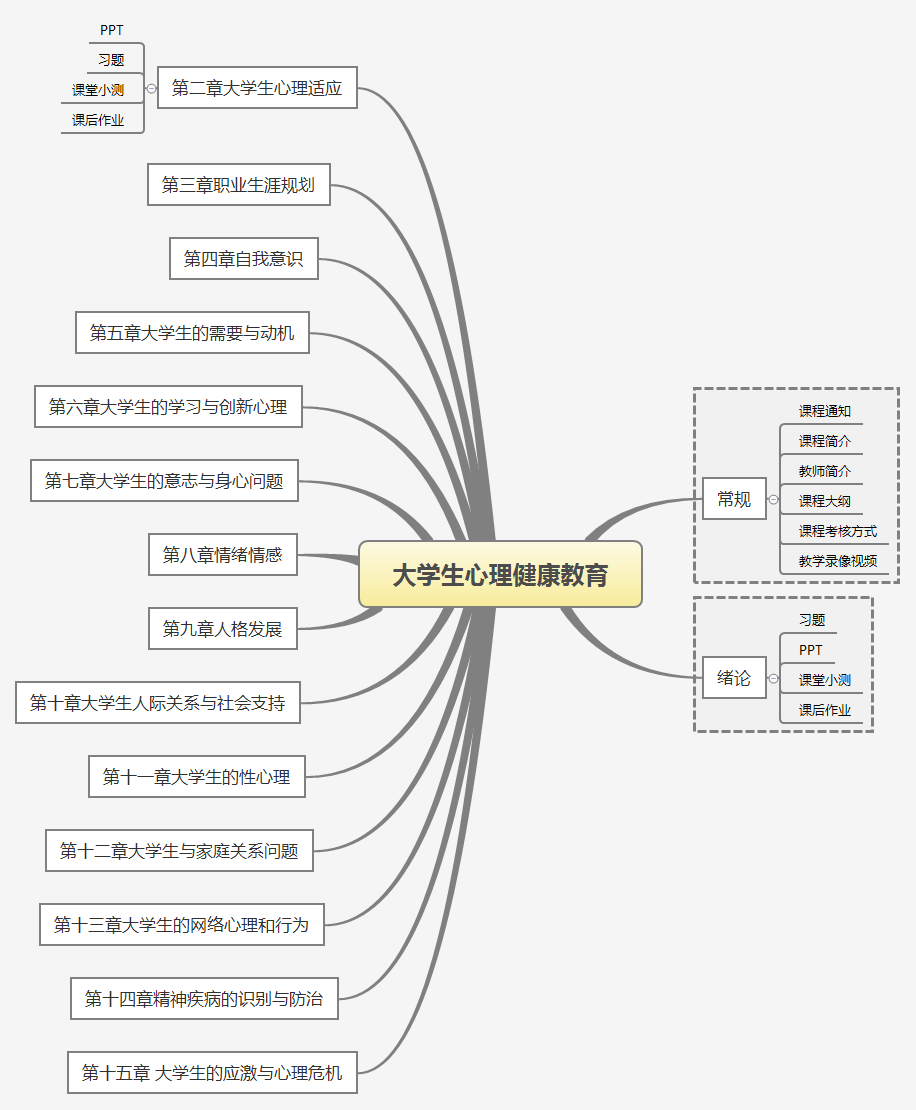 PPT
习题
课堂小测
课后作业
第二章大学生心理适应
第三章职业生涯规划
第四章自我意识
第五章大学生的需要与动机
第六章大学生的学习与创新心理
第七章大学生的意志与身心问题
第八章情绪情感
第九章人格发展
第十章大学生人际关系与社会支持
第十一章大学生的性心理
第十二章大学生与家庭关系问题
第十三章大学生的网络心理和行为
第十四章精神疾病的识别与防治
第十五章 大学生的应激与心理危机
大学生心理健康教育
常规
课程通知
课程简介
教师简介
课程大纲
课程考核方式
教学录像视频
绪论
习题
PPT
课堂小测
课后作业